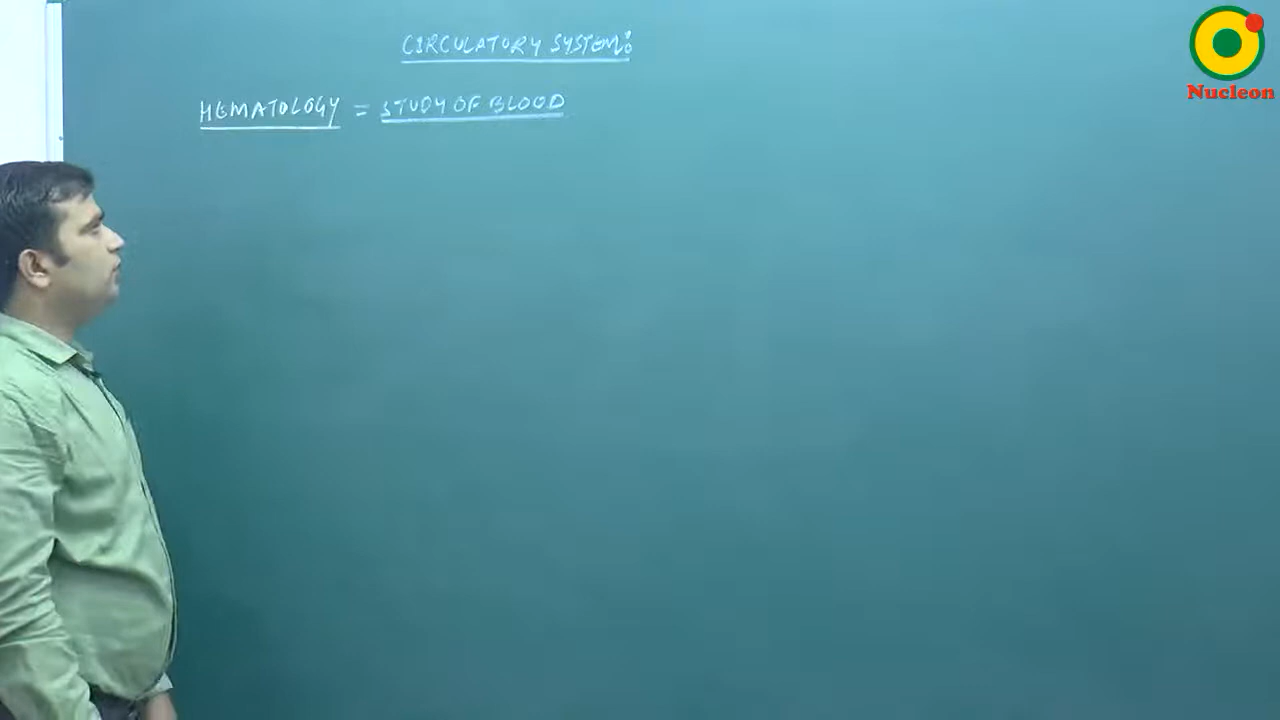 CIRCULATORY SYSTEM:
HEMATOLOGY = STUDY OF BLOOD
Nucleon